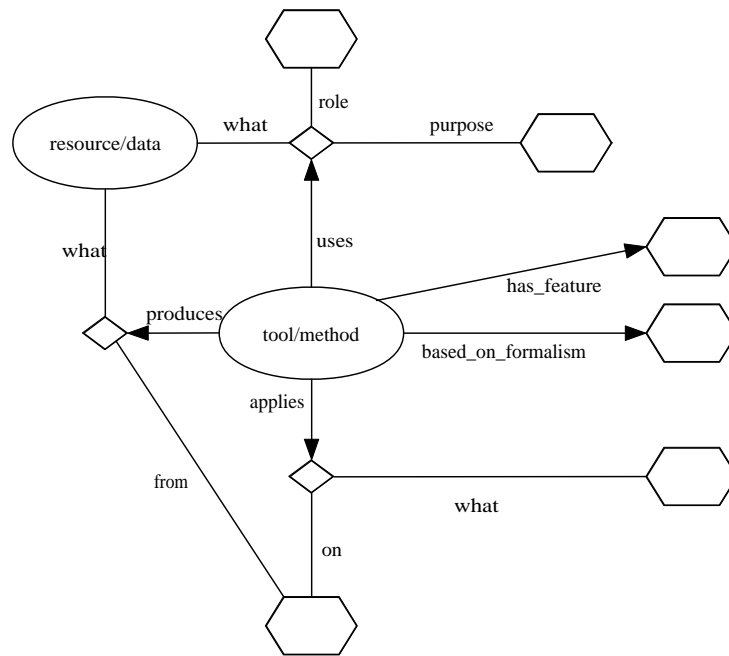 role
what
purpose
resource/data
uses
what
has_feature
produces
tool/method
based_on_formalism
applies
from
what
on